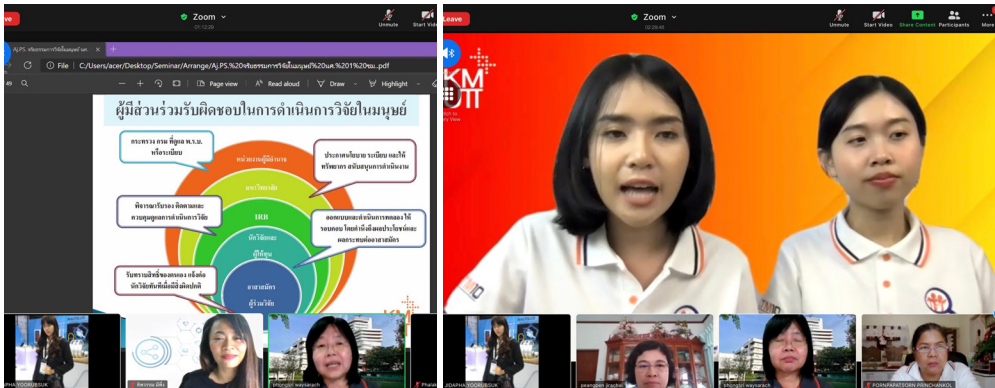 Zoom
01:12:28
Unmute
Start Vide
Aj.PS. จริยธรรมการวิจัยในมนุษย์ นศ.
File C:/Users/acer/Desktop/Seminar/Arrange/Aj.PS.%20จริยธรรมการวิจัยในมนุษย์%20นศ.%201%20ชม..pdf
Page view
Read aloud
Draw
Highlight
ผู้มีส่วนร่วมรับผิดชอบในการดำเนินการวิจัยในมนุษย์
กระทรวง กรม ที่ดูแล พ.ร.บ.
หรือระเบียบ
หน่วยงานผู้มีอำนาจ
ประกาศนโยบาย ระเบียบ และให้
ทรัพยากร สนับสนุนการดำเนินงาน
มหาวิทยาลัย
พิจารณารับรอง ติดตามและ
ควบคุมดูแลการดำเนินการวิจัย
IRB
ออกแบบและดำเนินการทดลอง ให้
รอบคอบ โดยคำนึงถึงผลประโยชน์และ
ผลกระทบต่ออาสาสมัคร
นักวิจัยและ
ผู้ให้ทุน
รับทราบสิทธิ์ของตนเอง แจ้งต่อ
นักวิจัยทันทีเมื่อมีสิ่งผิดปกติ
อาสาสมัคร
ผู้ร่วมวิจัย
JIDAPHA YOORUBSUK
phongtai waysarach
Leave
Zoom
Unmute
Start Video
Share Content
Participants
More
JIDAPHA YOORUBSUK
phongtai waysarach
PORNPARATSORN PRINCHANKOL